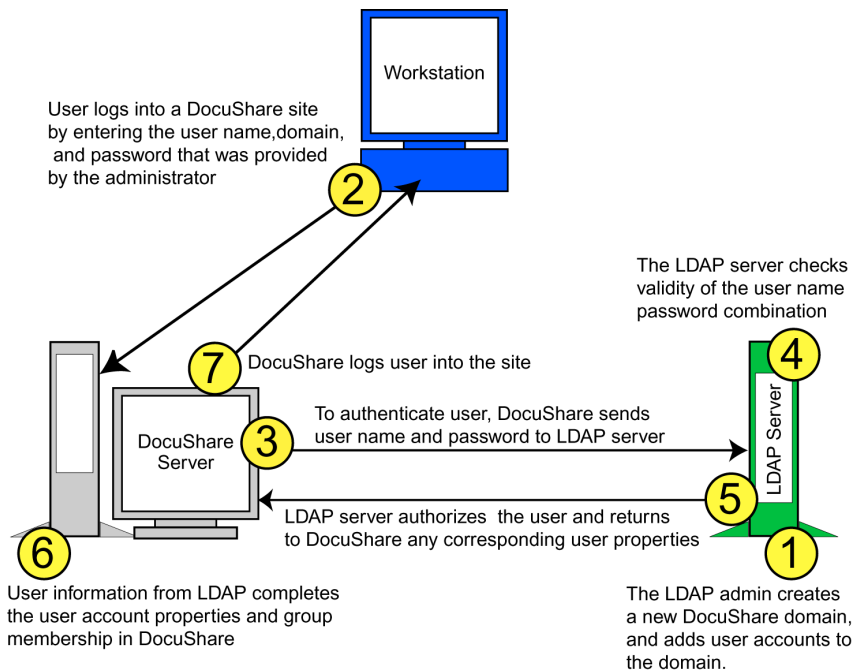 Workstation
User logs into a DocuShare site
by entering the user name,domain,
and password that was provided
by the administrator
2
The LDAP server checks
validity of the user name
password combination
4
7
DocuShare logs user into the site
DocuShare
Server
3
To authenticate user, DocuShare sends
user name and password to LDAP server
LDAP Server
5
LDAP server authorizes the user and returns
to DocuShare any corresponding user properties
6
User information from LDAP completes
the user account properties and group
membership in DocuShare
1
The LDAP admin creates
a new DocuShare domain,
and adds user accounts to
the domain.